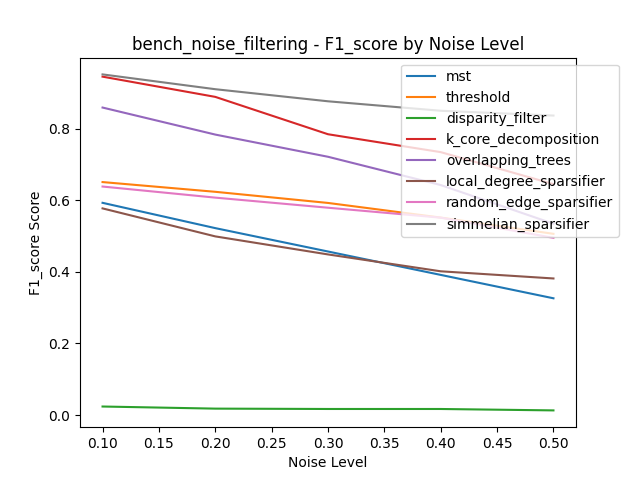 bench_noise_filtering - F1_score by Noise Level
mst
threshold
disparity_filter
k_core_decomposition
overlapping_trees
local_degree_sparsifier
random_edge_sparsifier
simmelian_sparsifier
F1_score Score
0.8
0.6
0.4
0.2
0.0
0.10
0.15
0.20
0.25
0.30
0.35
0.40
0.45
0.50
Noise Level